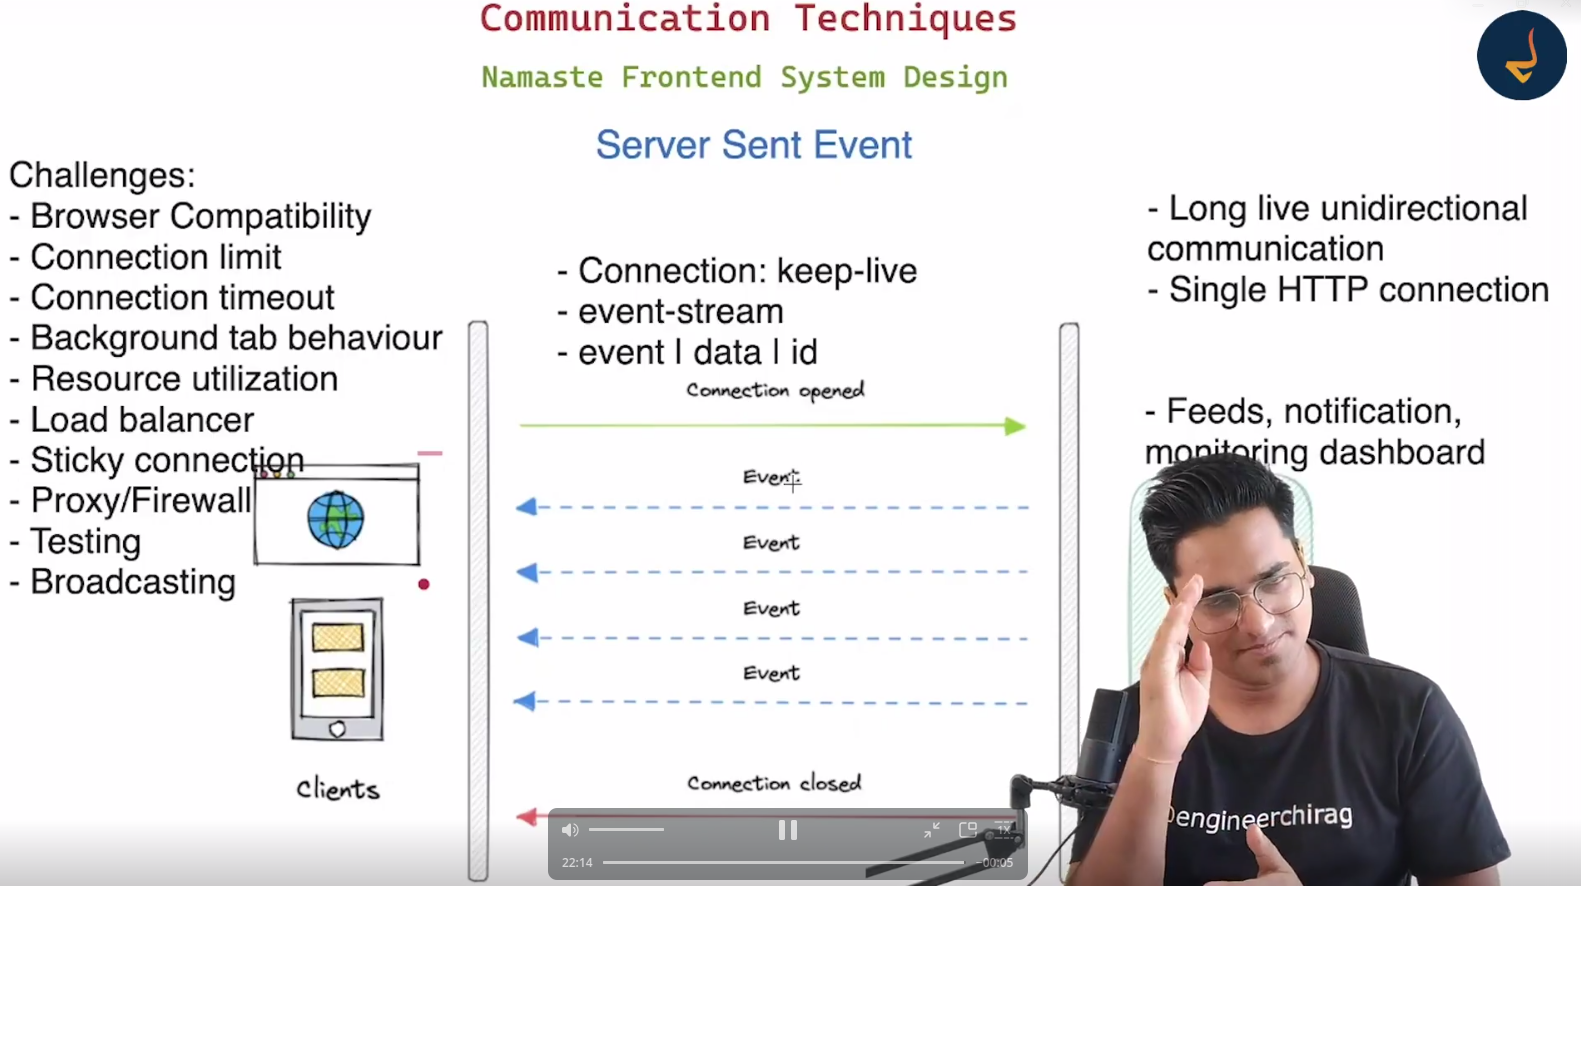 Communication Techniques
Namaste Frontend System Design
Server Sent Event
Challenges:
- Browser Compatibility
- Connection limit
- Connection timeout
- Background tab behaviour
- Resource utilization
- Load balancer
- Sticky connection
- Proxy/Firewall
- Testing
- Broadcasting
Clients
- Connection: keep-live
- event-stream
- event | data | id
Connection opened
Event
Event
Event
Event
Connection closed
- Long live unidirectional
communication
- Single HTTP connection
- Feeds, notification,
monitoring dashboard
engineerchirag
1x
22:14
-00:05